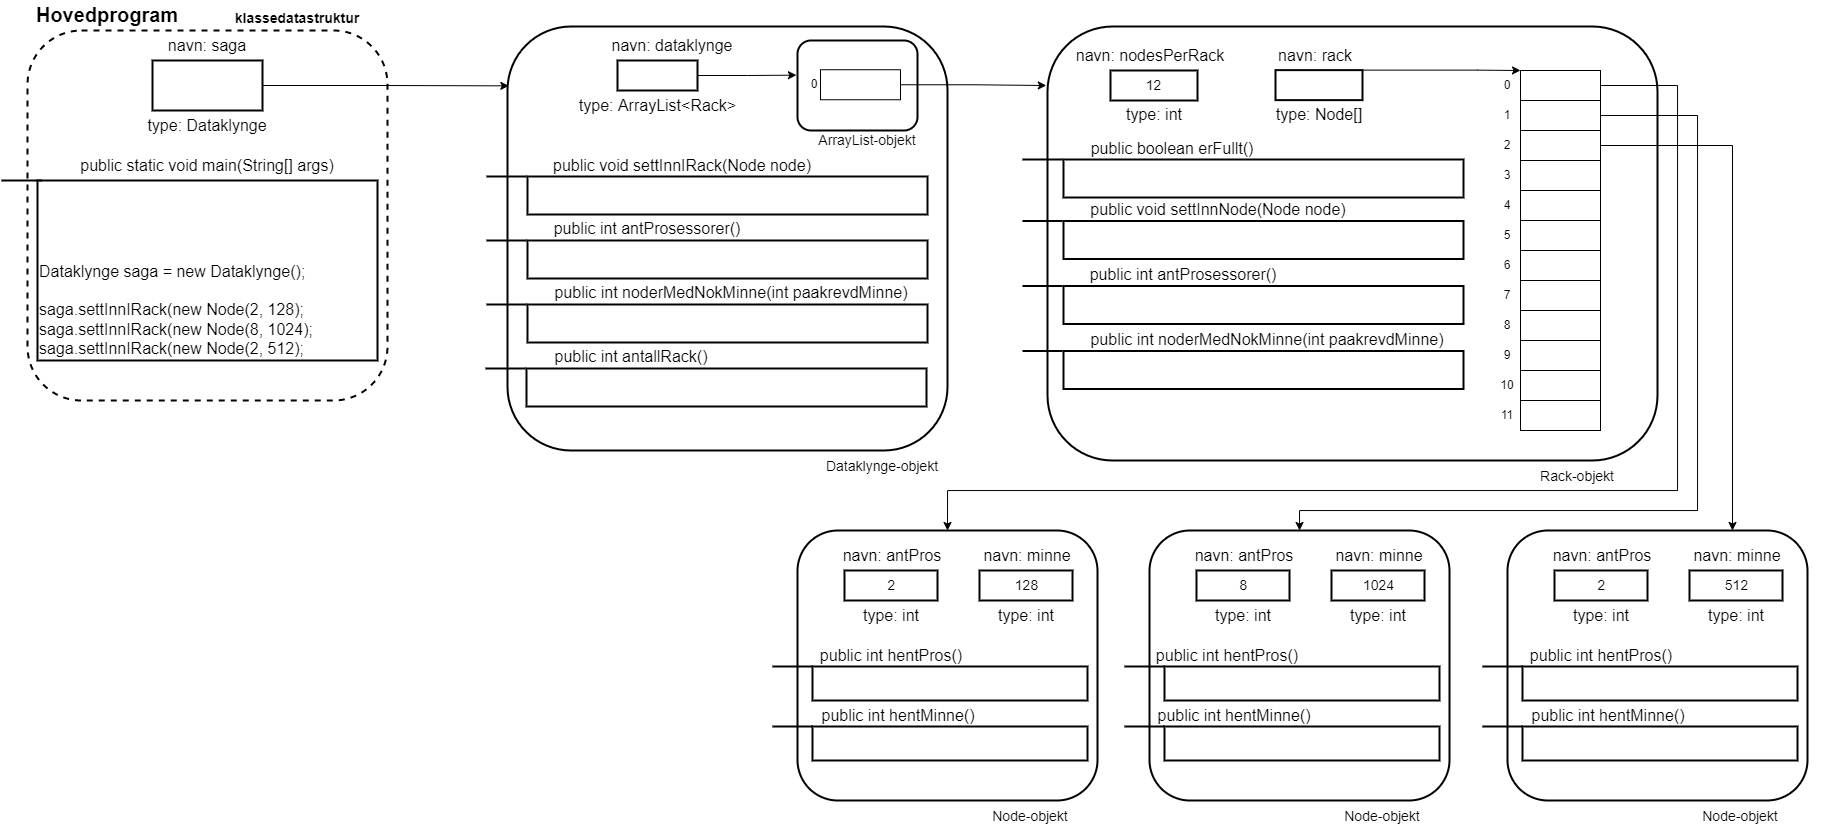 Hovedprogram
klassedatastruktur
navn: saga
type: Dataklynge
public static void main(String[] args)
Dataklynge saga = new Dataklynge();
saga.settInnIRack(new Node(2, 128);
saga.settInnIRack(new Node(8, 1024);
saga.settInnIRack(new Node(2, 512);
navn: dataklynge
type: ArrayList<Rack>
0
ArrayList-objekt
public void settInnIRack(Node node)
public int antProsessorer()
public int noderMedNokMinne(int paakrevdMinne)
public int antallRack()
Dataklynge-objekt
navn: nodesPerRack
12
type: int
navn: rack
type: Node[]
public boolean erFullt()
public void settInnNode(Node node)
public int antProsessorer()
public int noderMedNokMinne(int paakrevdMinne)
0
1
2
3
4
5
6
7
8
9
10
11
Rack-objekt
navn: antPros
2
type: int
navn: minne
128
type: int
public int hentPros()
public int hentMinne()
Node-objekt
navn: antPros
8
type: int
navn: minne
1024
type: int
public int hentPros()
public int hentMinne()
Node-objekt
navn: antPros
2
type: int
navn: minne
512
type: int
public int hentPros()
public int hentMinne()
Node-objekt